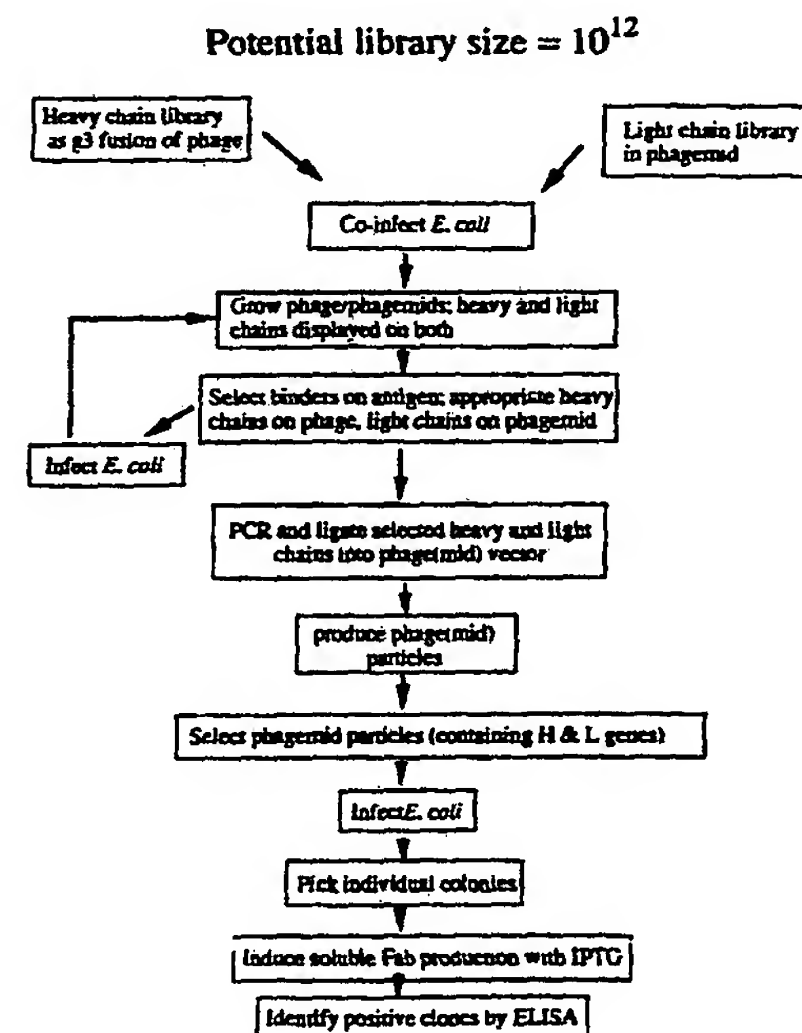 Potential library size = 10¹²
Heavy chain library
as g3 fusion of phage
Light chain library
in phagemid
Co-infect E. coli
Grow phage/phagemids; heavy and light
chains displayed on both
Select binders on antigen; appropriate heavy
chains on phage, light chains on phagemid
Infect E. coli
PCR and ligate selected heavy and light
chains into phage(mid) vector
produce phage(mid)
particles
Select phagemid particles (containing H & L genes)
Infect E. coli
Pick individual colonies
Induce soluble Fab production with IPTG
Identify positive clones by ELISA